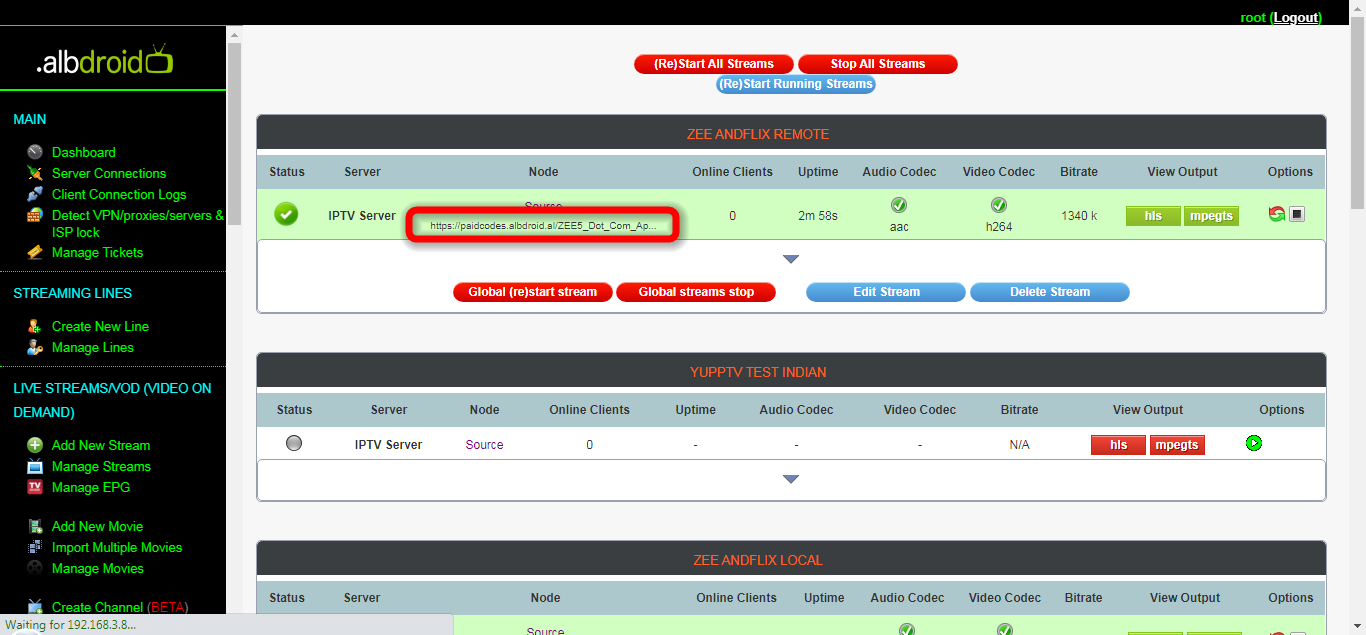 root (Logout)
.albdroid
MAIN
Dashboard
Server Connections
Client Connection Logs
Detect VPN/proxies/servers &
ISP lock
Manage Tickets
STREAMING LINES
Create New Line
Manage Lines
LIVE STREAMS/VOD (VIDEO ON
DEMAND)
Add New Stream
Manage Streams
TV
Manage EPG
Add New Movie
Import Multiple Movies
Manage Movies
Create Channel (BETA)
(Re)Start All Streams Stop All Streams
(Re)Start Running Streams
ZEE ANDFLIX REMOTE
Status Server Node Online Clients Uptime Audio Codec Video Codec Bitrate View Output Options
IPTV Server Source 0 2m 58s aac h264 1340 k hls mpegts
https://paidcodes.albdroid.al/ZEE5_Dot_Com_Ap...
Global (re)start stream Global streams stop Edit Stream Delete Stream
YUPPTV TEST INDIAN
Status Server Node Online Clients Uptime Audio Codec Video Codec Bitrate View Output Options
IPTV Server Source 0 - - - N/A hls mpegts
ZEE ANDFLIX LOCAL
Status Server Node Online Clients Uptime Audio Codec Video Codec Bitrate View Output Options
Source
Waiting for 192.168.3.8...